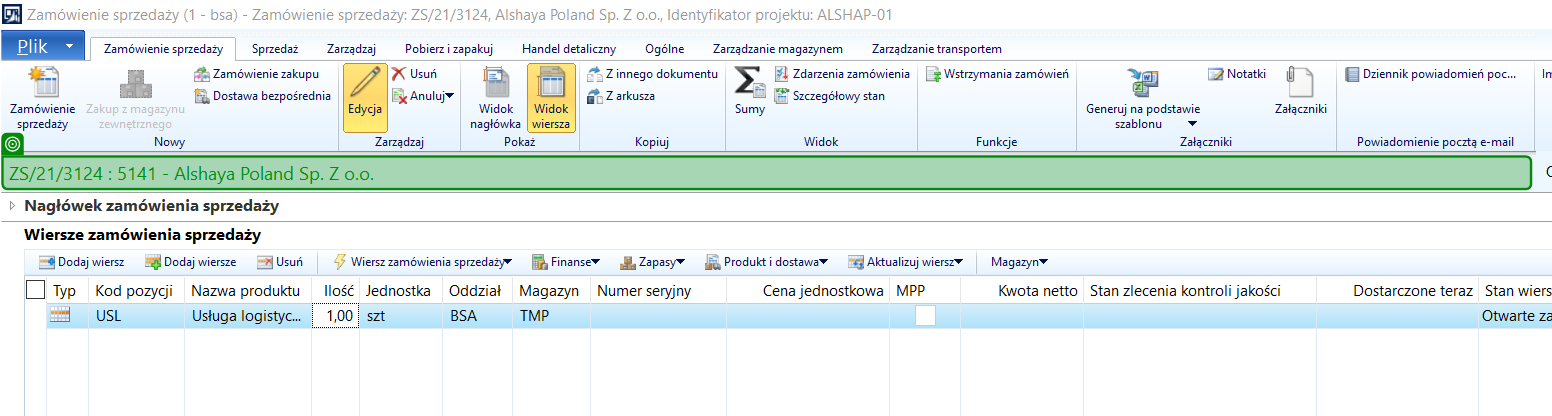 Zamówienie sprzedaży (1 - bsa) - Zamówienie sprzedaży: ZS/21/3124, Alshaya Poland Sp. Z o.o., Identyfikator projektu: ALSHAP-01
Plik Zamówienie sprzedaży Sprzedaż Zarządzaj Pobierz i zapakuj Handel detaliczny Ogólne Zarządzanie magazynem Zarządzanie transportem
Zamówienie sprzedaży
Zakup z magazynu zewnętrznego
Zamówienie zakupu
Dostawa bezpośrednia
Nowy
Edycja
Usuń
Anuluj
Zarządzaj
Widok nagłówka
Widok wiersza
Pokaż
Z innego dokumentu
Z arkusza
Kopiuj
Sumy
Zdarzenia zamówienia
Szczegółowy stan
Widok
Wstrzymania zamówień
Funkcje
Generuj na podstawie szablonu
Notatki
Załączniki
Załączniki
Dziennik powiadomień poc...
Powiadomienie pocztą e-mail
ZS/21/3124 : 5141 - Alshaya Poland Sp. Z o.o.
Nagłówek zamówienia sprzedaży
Wiersze zamówienia sprzedaży
Dodaj wiersz Dodaj wiersze Usuń Wiersz zamówienia sprzedaży Finanse Zapasy Produkt i dostawa Aktualizuj wiersz Magazyn
Typ Kod pozycji Nazwa produktu Ilość Jednostka Oddział Magazyn Numer seryjny Cena jednostkowa MPP Kwota netto Stan zlecenia kontroli jakości Dostarczone teraz Stan wiers
USL Usługa logistyc... 1,00 szt BSA TMP Otwarte za